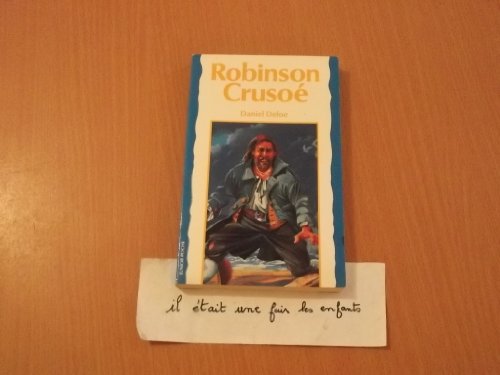 Robinson
Crusoé
Daniel Defoe
il était une fois les enfants